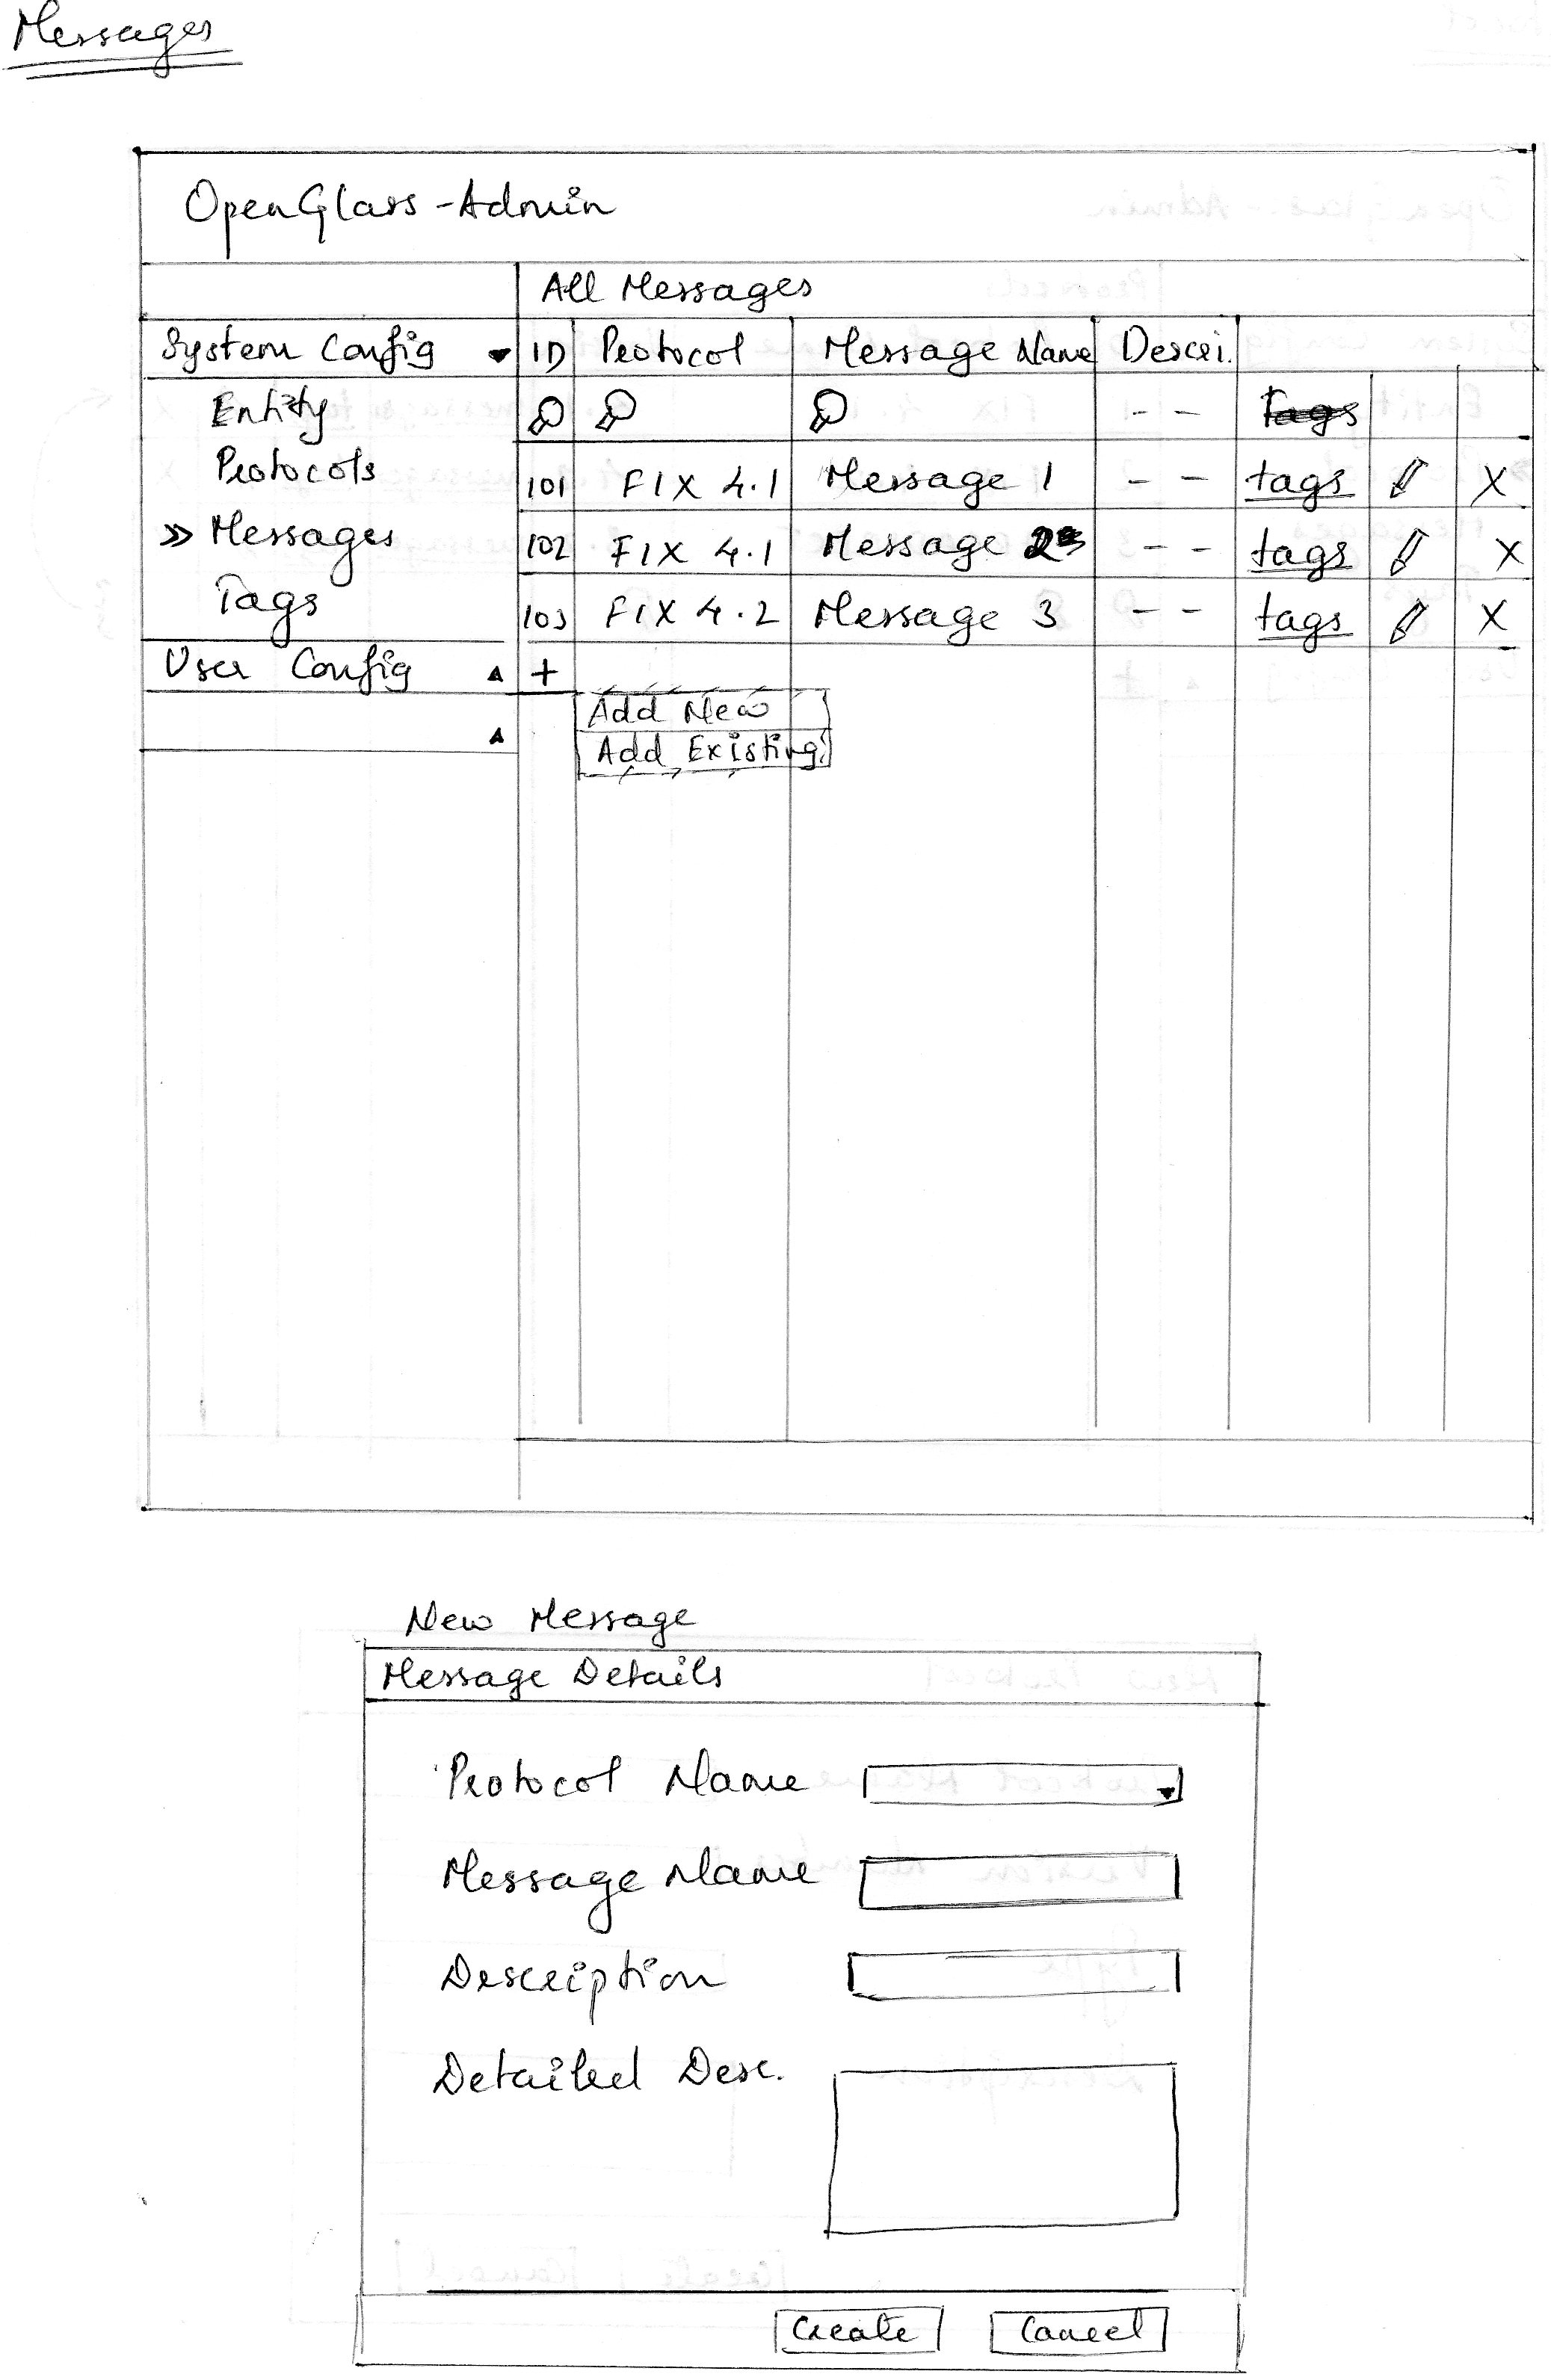 Messages
OpenGlass - Admin
All Messages
System Config ID Protocol Message Name Descri.
Entity - - Tags
Protocols 101 FIX 4.1 Message 1 - - tags X
» Messages 102 FIX 4.1 Message 2 - - tags X
Tags 103 FIX 4.2 Message 3 - - tags X
User Config +
Add New
Add Existing
New Message
Message Details
Protocol Name
Message Name
Description
Detailed Desc.
Create Cancel